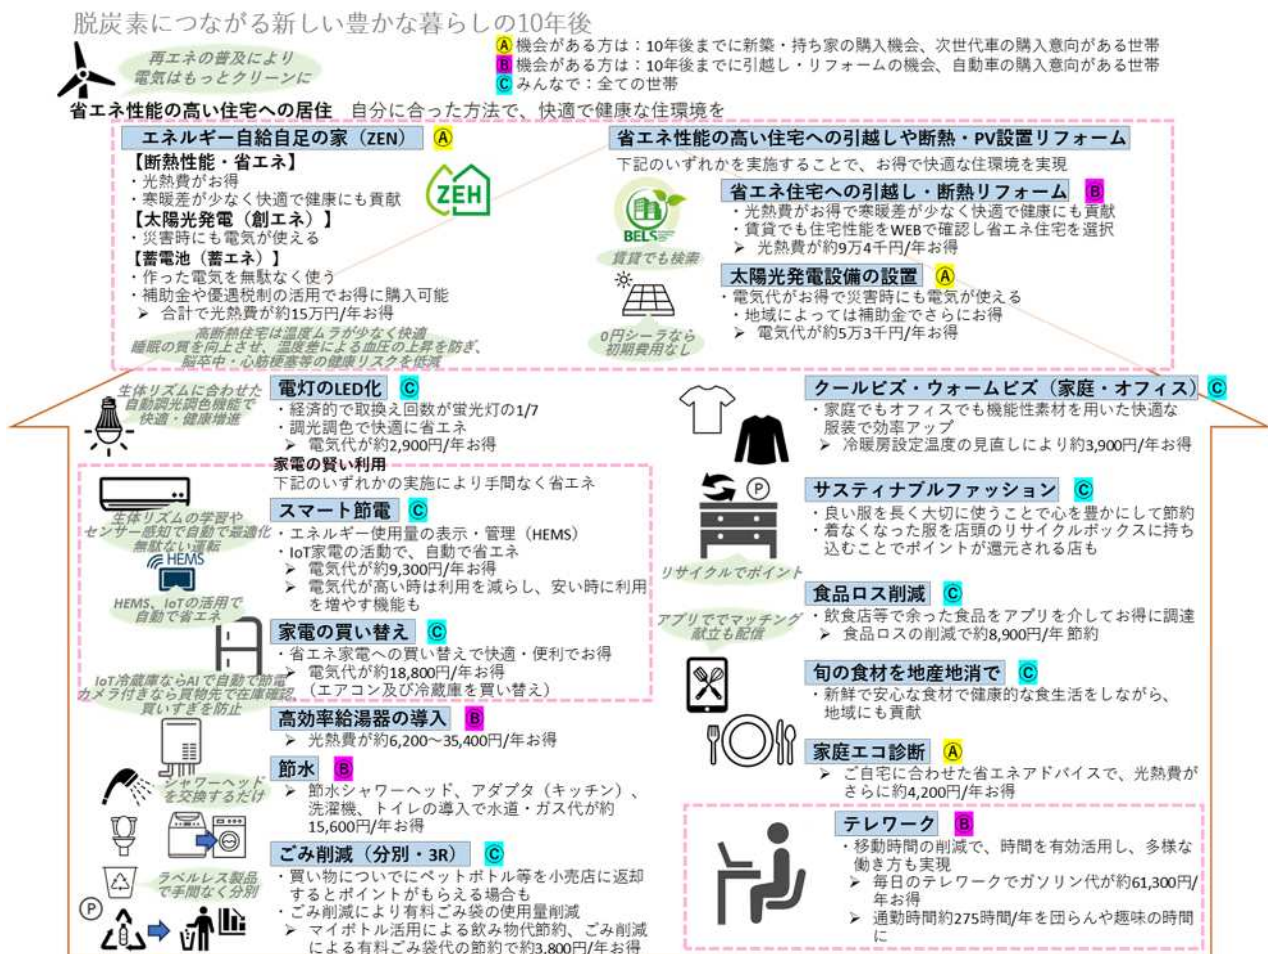 脱炭素につながる新しい豊かな暮らしの10年後
再エネの普及により
電気はもっとクリーンに
Ⓐ 機会がある方は：10年後までに新築・持ち家の購入機会、次世代車の購入意向がある世帯
Ⓑ 機会がある方は：10年後までに引越し・リフォームの機会、自動車の購入意向がある世帯
Ⓒ みんなで：全ての世帯
省エネ性能の高い住宅への居住　自分に合った方法で、快適で健康な住環境を
エネルギー自給自足の家（ZEN） Ⓐ
【断熱性能・省エネ】
・光熱費がお得
・寒暖差が少なく快適で健康にも貢献
【太陽光発電（創エネ）】
・災害時にも電気が使える
【蓄電池（蓄エネ）】
・作った電気を無駄なく使う
・補助金や優遇税制の活用でお得に購入可能
➢ 合計で光熱費が約15万円/年お得
ZEH
高断熱住宅は温度ムラが少なく快適
睡眠の質を向上させ、温度差による血圧の上昇を防ぎ、
脳卒中・心筋梗塞等の健康リスクを低減
省エネ性能の高い住宅への引越しや断熱・PV設置リフォーム
下記のいずれかを実施することで、お得で快適な住環境を実現
省エネ住宅への引越し・断熱リフォーム Ⓑ
・光熱費がお得で寒暖差が少なく快適で健康にも貢献
・賃貸でも住宅性能をWEBで確認し省エネ住宅を選択
➢ 光熱費が約9万4千円/年お得
BELS
賃貸でも検索
太陽光発電設備の設置 Ⓐ
・電気代がお得で災害時にも電気が使える
・地域によっては補助金でさらにお得
➢ 電気代が約5万3千円/年お得
0円シーラなら
初期費用なし
生体リズムに合わせた
自動調光調色機能で
快適・健康増進
電灯のLED化 Ⓒ
・経済的で取換え回数が蛍光灯の1/7
・調光調色で快適に省エネ
➢ 電気代が約2,900円/年お得
家電の賢い利用
下記のいずれかの実施により手間なく省エネ
生体リズムの学習や
センサー感知で自動で最適化
無駄ない運転
HEMS
HEMS、IoTの活用で
自動で省エネ
スマート節電 Ⓒ
・エネルギー使用量の表示・管理（HEMS）
・IoT家電の活動で、自動で省エネ
➢ 電気代が約9,300円/年お得
➢ 電気代が高い時は利用を減らし、安い時に利用
を増やす機能も
家電の買い替え Ⓒ
・省エネ家電への買い替えで快適・便利でお得
➢ 電気代が約18,800円/年お得
（エアコン及び冷蔵庫を買い替え）
IoT冷蔵庫ならAIで自動で節電
カメラ付きなら買物先で在庫確認、
買いすぎを防止
高効率給湯器の導入 Ⓑ
➢ 光熱費が約6,200～35,400円/年お得
節水 Ⓑ
➢ 節水シャワーヘッド、アダプタ（キッチン）、
洗濯機、トイレの導入で水道・ガス代が約
15,600円/年お得
シャワーヘッド
を交換するだけ
ごみ削減（分別・3R） Ⓒ
・買い物についでにペットボトル等を小売店に返却
するとポイントがもらえる場合も
・ごみ削減により有料ごみ袋の使用量削減
➢ マイボトル活用による飲み物代節約、ごみ削減
による有料ごみ袋代の節約で約3,800円/年お得
ラベルレス製品
で手間なく分別
Ⓟ
クールビズ・ウォームビズ（家庭・オフィス） Ⓒ
・家庭でもオフィスでも機能性素材を用いた快適な
服装で効率アップ
➢ 冷暖房設定温度の見直しにより約3,900円/年お得
Ⓟ
サスティナブルファッション Ⓒ
・良い服を長く大切に使うことで心を豊かにして節約
・着なくなった服を店頭のリサイクルボックスに持ち
込むことでポイントが還元される店も
リサイクルでポイント
食品ロス削減 Ⓒ
・飲食店等で余った食品をアプリを介してお得に調達
➢ 食品ロスの削減で約8,900円/年 節約
アプリででマッチング
献立も配信
旬の食材を地産地消で Ⓒ
・新鮮で安心な食材で健康的な食生活をしながら、
地域にも貢献
家庭エコ診断 Ⓐ
➢ ご自宅に合わせた省エネアドバイスで、光熱費が
さらに約4,200円/年お得
テレワーク Ⓑ
・移動時間の削減で、時間を有効活用し、多様な
働き方も実現
➢ 毎日のテレワークでガソリン代が約61,300円/
年お得
➢ 通勤時間約275時間/年を団らんや趣味の時間
に